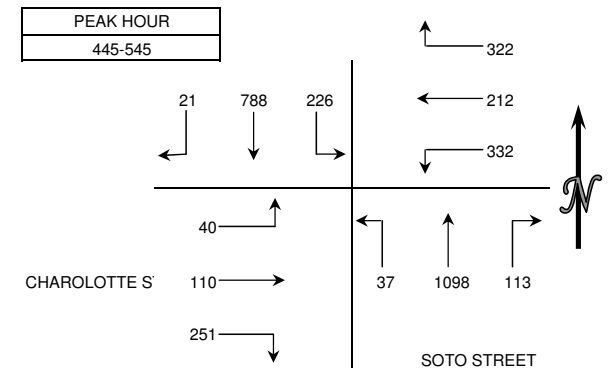 PEAK HOUR
445-545
322
21 788 226
212
332
40
CHAROLOTTE S
110
37 1098 113
251
SOTO STREET
N